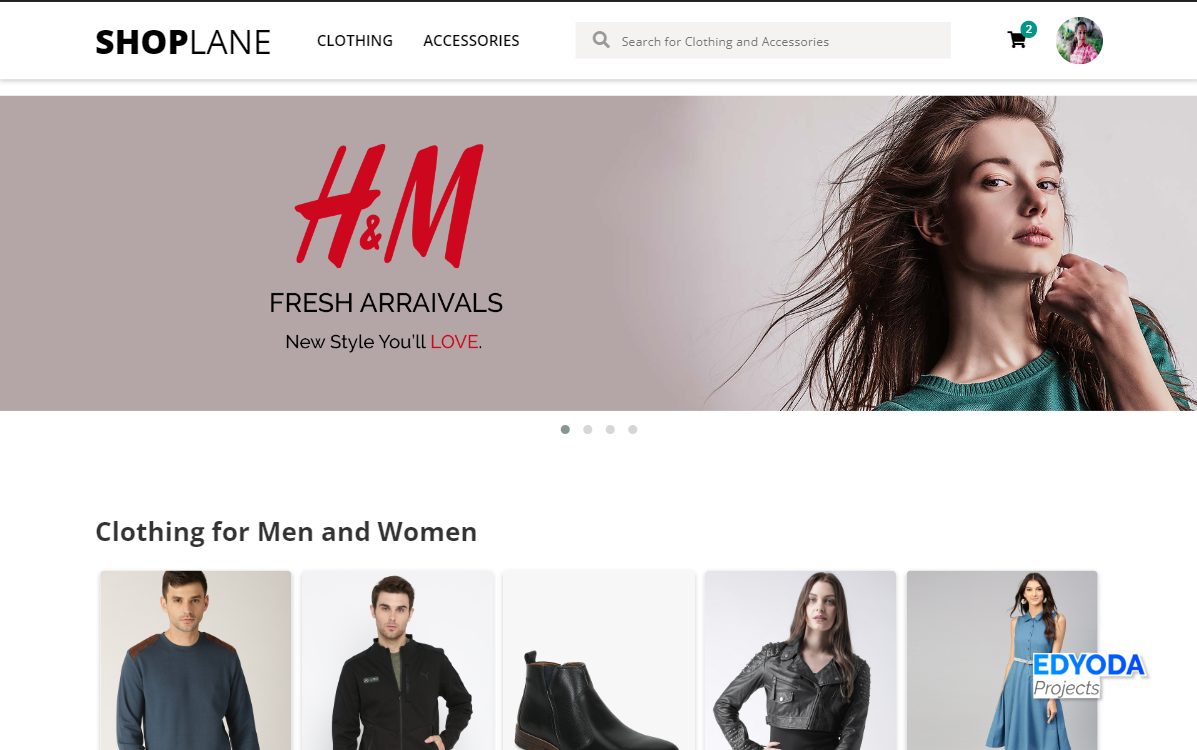 SHOPLANE CLOTHING ACCESSORIES Search for Clothing and Accessories 2
H&M
FRESH ARRAIVALS
New Style You'll LOVE.
Clothing for Men and Women
EDYODA
Projects